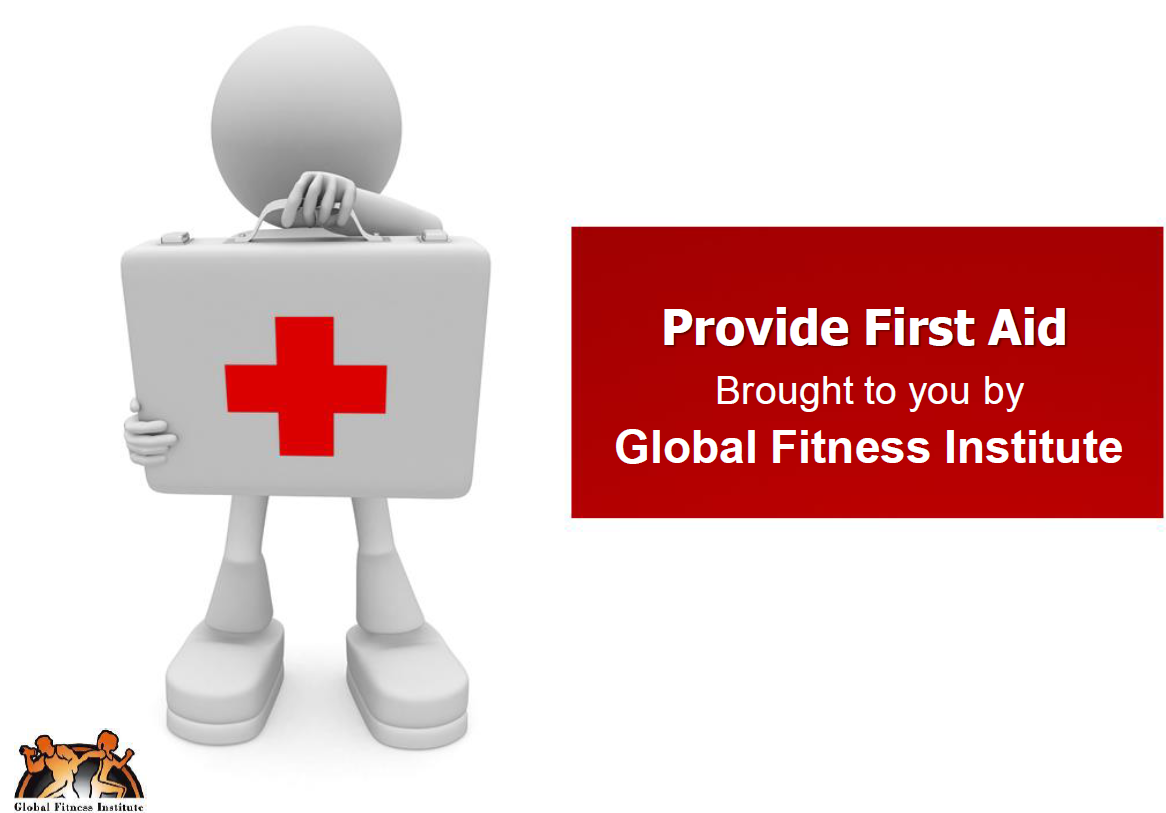 Provide First Aid
Brought to you by
Global Fitness Institute
Global Fitness Institute